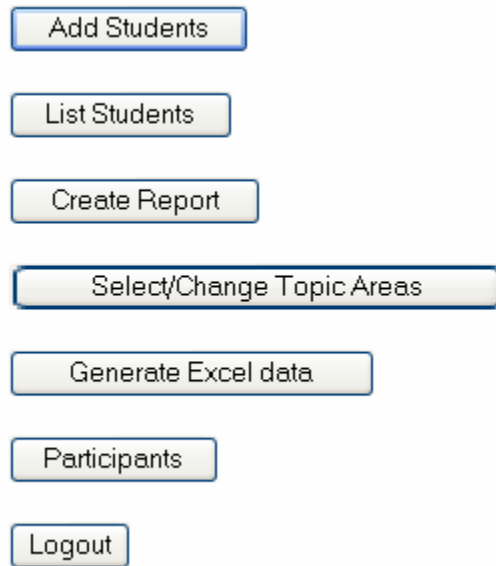 Add Students
List Students
Create Report
Select/Change Topic Areas
Generate Excel data
Participants
Logout